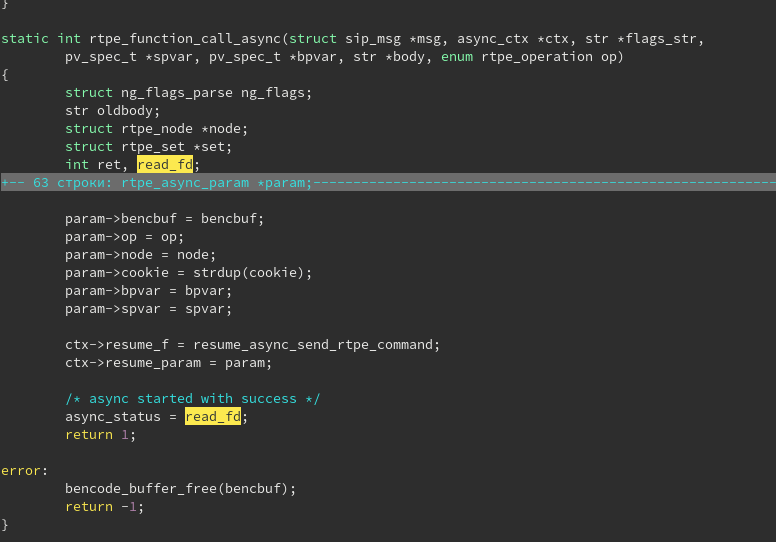 }

static int rtpe_function_call_async(struct sip_msg *msg, async_ctx *ctx, str *flags_str,
        pv_spec_t *spvar, pv_spec_t *bpvar, str *body, enum rtpe_operation op)
{
        struct ng_flags_parse ng_flags;
        str oldbody;
        struct rtpe_node *node;
        struct rtpe_set *set;
        int ret, read_fd;
+-- 63 строки: rtpe_async_param *param;----------------------------------------------------------

        param->bencbuf = bencbuf;
        param->op = op;
        param->node = node;
        param->cookie = strdup(cookie);
        param->bpvar = bpvar;
        param->spvar = spvar;

        ctx->resume_f = resume_async_send_rtpe_command;
        ctx->resume_param = param;

        /* async started with success */
        async_status = read_fd;
        return 1;

error:
        bencode_buffer_free(bencbuf);
        return -1;
}